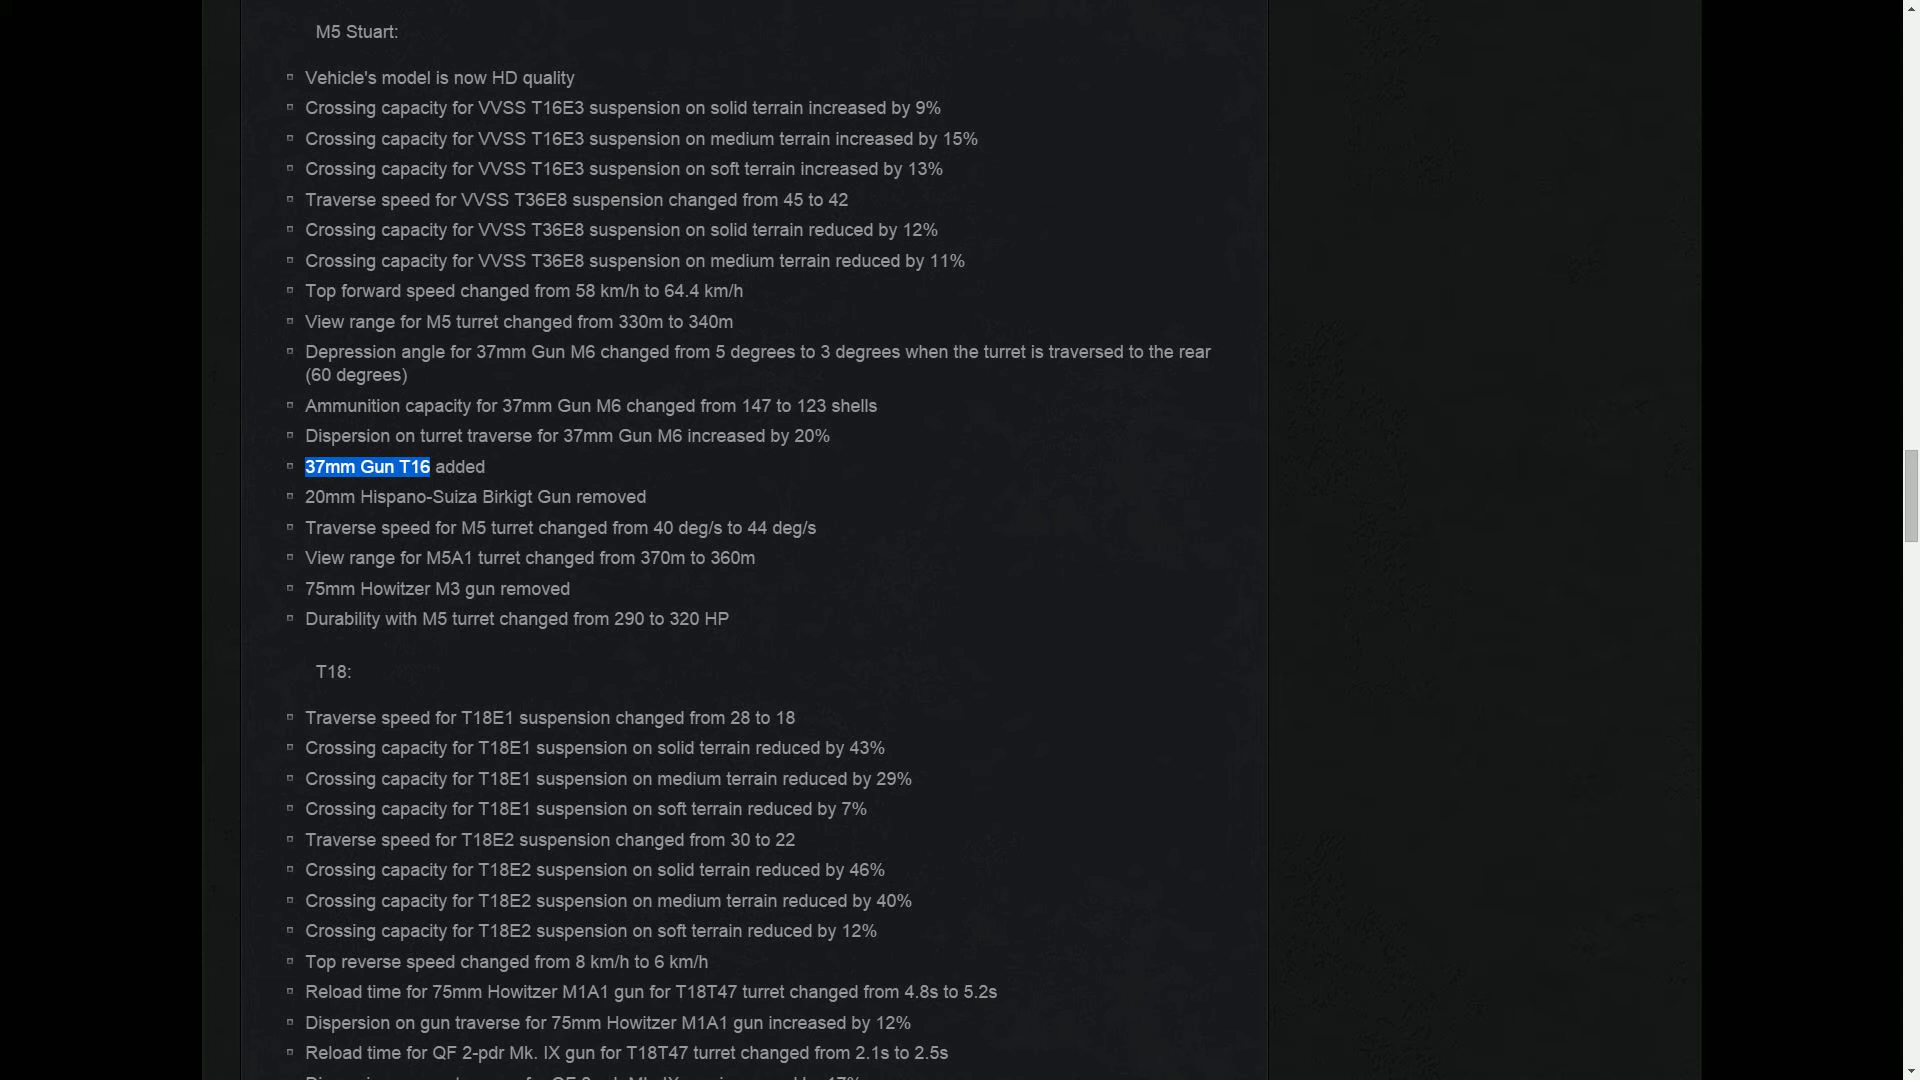 M5 Stuart:
Vehicle's model is now HD quality
Crossing capacity for VVSS T16E3 suspension on solid terrain increased by 9%
Crossing capacity for VVSS T16E3 suspension on medium terrain increased by 15%
Crossing capacity for VVSS T16E3 suspension on soft terrain increased by 13%
Traverse speed for VVSS T36E8 suspension changed from 45 to 42
Crossing capacity for VVSS T36E8 suspension on solid terrain reduced by 12%
Crossing capacity for VVSS T36E8 suspension on medium terrain reduced by 11%
Top forward speed changed from 58 km/h to 64.4 km/h
View range for M5 turret changed from 330m to 340m
Depression angle for 37mm Gun M6 changed from 5 degrees to 3 degrees when the turret is traversed to the rear
(60 degrees)
Ammunition capacity for 37mm Gun M6 changed from 147 to 123 shells
Dispersion on turret traverse for 37mm Gun M6 increased by 20%
37mm Gun T16 added
20mm Hispano-Suiza Birkigt Gun removed
Traverse speed for M5 turret changed from 40 deg/s to 44 deg/s
View range for M5A1 turret changed from 370m to 360m
75mm Howitzer M3 gun removed
Durability with M5 turret changed from 290 to 320 HP
T18:
Traverse speed for T18E1 suspension changed from 28 to 18
Crossing capacity for T18E1 suspension on solid terrain reduced by 43%
Crossing capacity for T18E1 suspension on medium terrain reduced by 29%
Crossing capacity for T18E1 suspension on soft terrain reduced by 7%
Traverse speed for T18E2 suspension changed from 30 to 22
Crossing capacity for T18E2 suspension on solid terrain reduced by 46%
Crossing capacity for T18E2 suspension on medium terrain reduced by 40%
Crossing capacity for T18E2 suspension on soft terrain reduced by 12%
Top reverse speed changed from 8 km/h to 6 km/h
Reload time for 75mm Howitzer M1A1 gun for T18T47 turret changed from 4.8s to 5.2s
Dispersion on gun traverse for 75mm Howitzer M1A1 gun increased by 12%
Reload time for QF 2-pdr Mk. IX gun for T18T47 turret changed from 2.1s to 2.5s